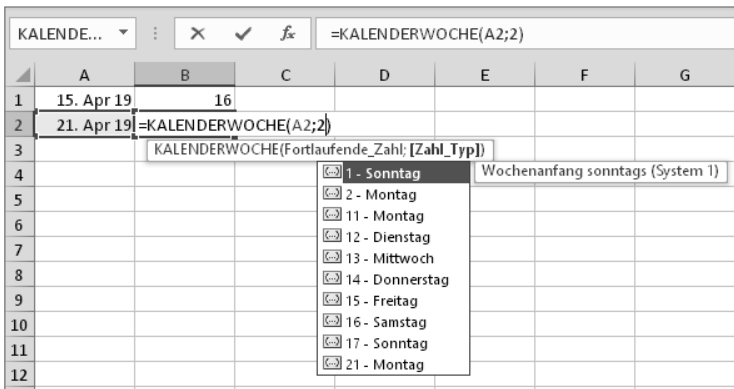 KALENDE... fx =KALENDERWOCHE(A2;2)
A B C D E F G
1 15. Apr 19 16
2 21. Apr 19 =KALENDERWOCHE(A2;2)
3 KALENDERWOCHE(Fortlaufende_Zahl; [Zahl_Typ])
4 (...) 1 - Sonntag Wochenanfang sonntags (System 1)
5 (...) 2 - Montag
6 (...) 11 - Montag
7 (...) 12 - Dienstag
(...) 13 - Mittwoch
8 (...) 14 - Donnerstag
9 (...) 15 - Freitag
10 (...) 16 - Samstag
11 (...) 17 - Sonntag
12 (...) 21 - Montag